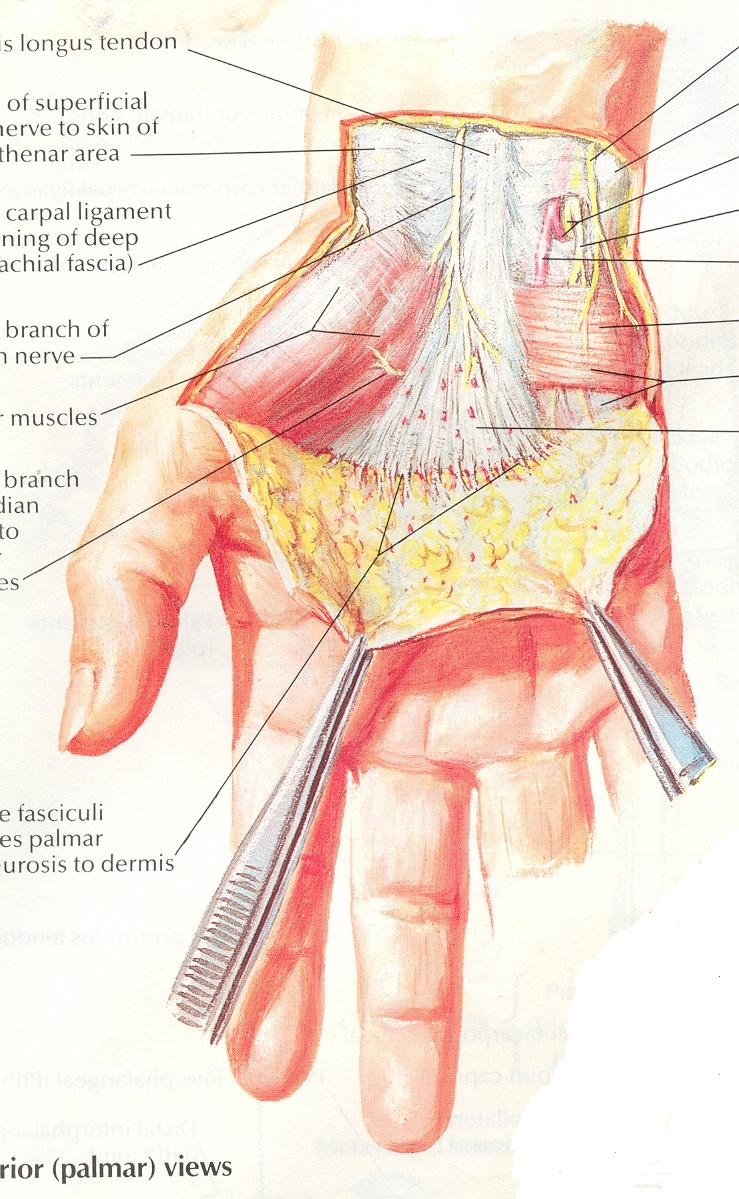 is longus tendon
of superficial
nerve to skin of
thenar area
carpal ligament
ning of deep
achial fascia)
branch of
n nerve
r muscles
branch
dian
to
es
e fasciculi
es palmar
eurosis to dermis
rior (palmar) views